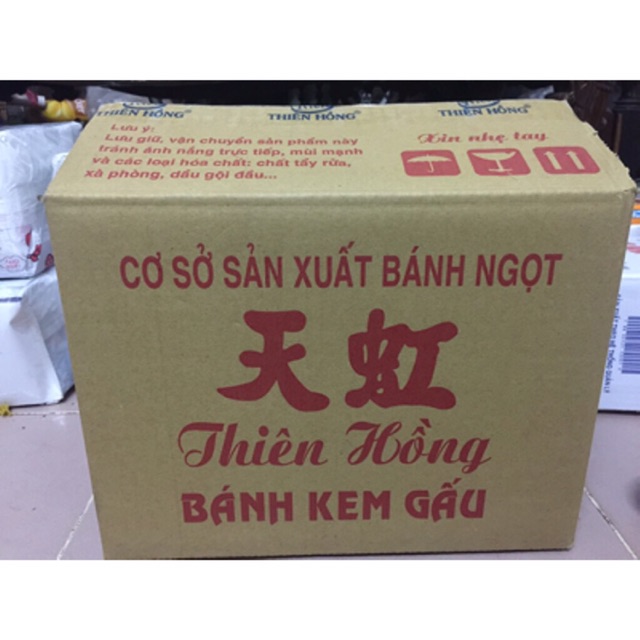 THIÊN HỒNG
THIÊN HỒNG®
THIÊN HỒNG®
Lưu ý:
Lưu giữ, vận chuyển sản phẩm này
tránh ánh nắng trực tiếp, mùi mạnh
và các loại hóa chất: chất tẩy rửa,
xà phòng, dầu gội đầu...
Xin nhẹ tay
CƠ SỞ SẢN XUẤT BÁNH NGỌT
天虹
Thiên Hồng
BÁNH KEM GẤU